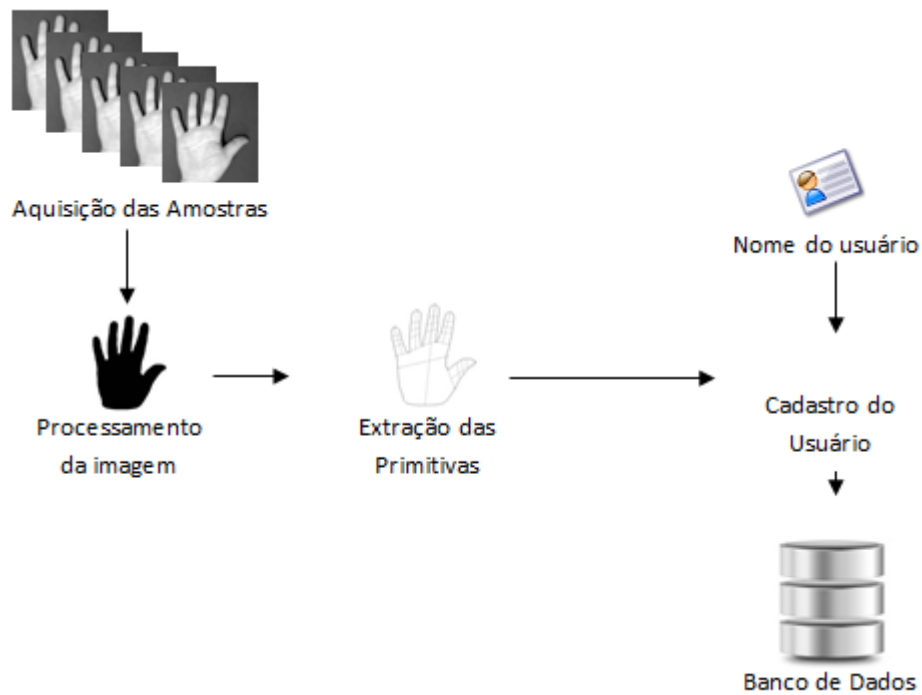 Aquisição das Amostras
Nome do usuário
Processamento
da imagem
Extração das
Primitivas
Cadastro do
Usuário
Banco de Dados